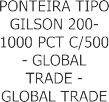 PONTEIRA TIPO
GILSON 200-
1000 PCT C/500
- GLOBAL
TRADE -
GLOBAL TRADE